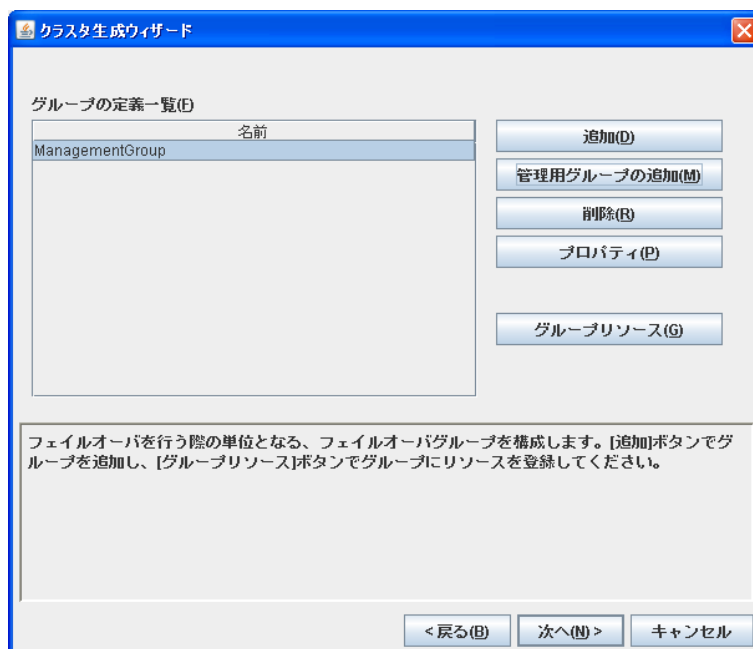 クラスタ生成ウィザード
グループの定義一覧(F)
名前
ManagementGroup
追加(D)
管理用グループの追加(M)
削除(R)
プロパティ(P)
グループリソース(G)
フェイルオーバを行う際の単位となる、フェイルオーバグループを構成します。[追加]ボタンでグ
ループを追加し、[グループリソース]ボタンでグループにリソースを登録してください。
<戻る(B)
次へ(N)>
キャンセル